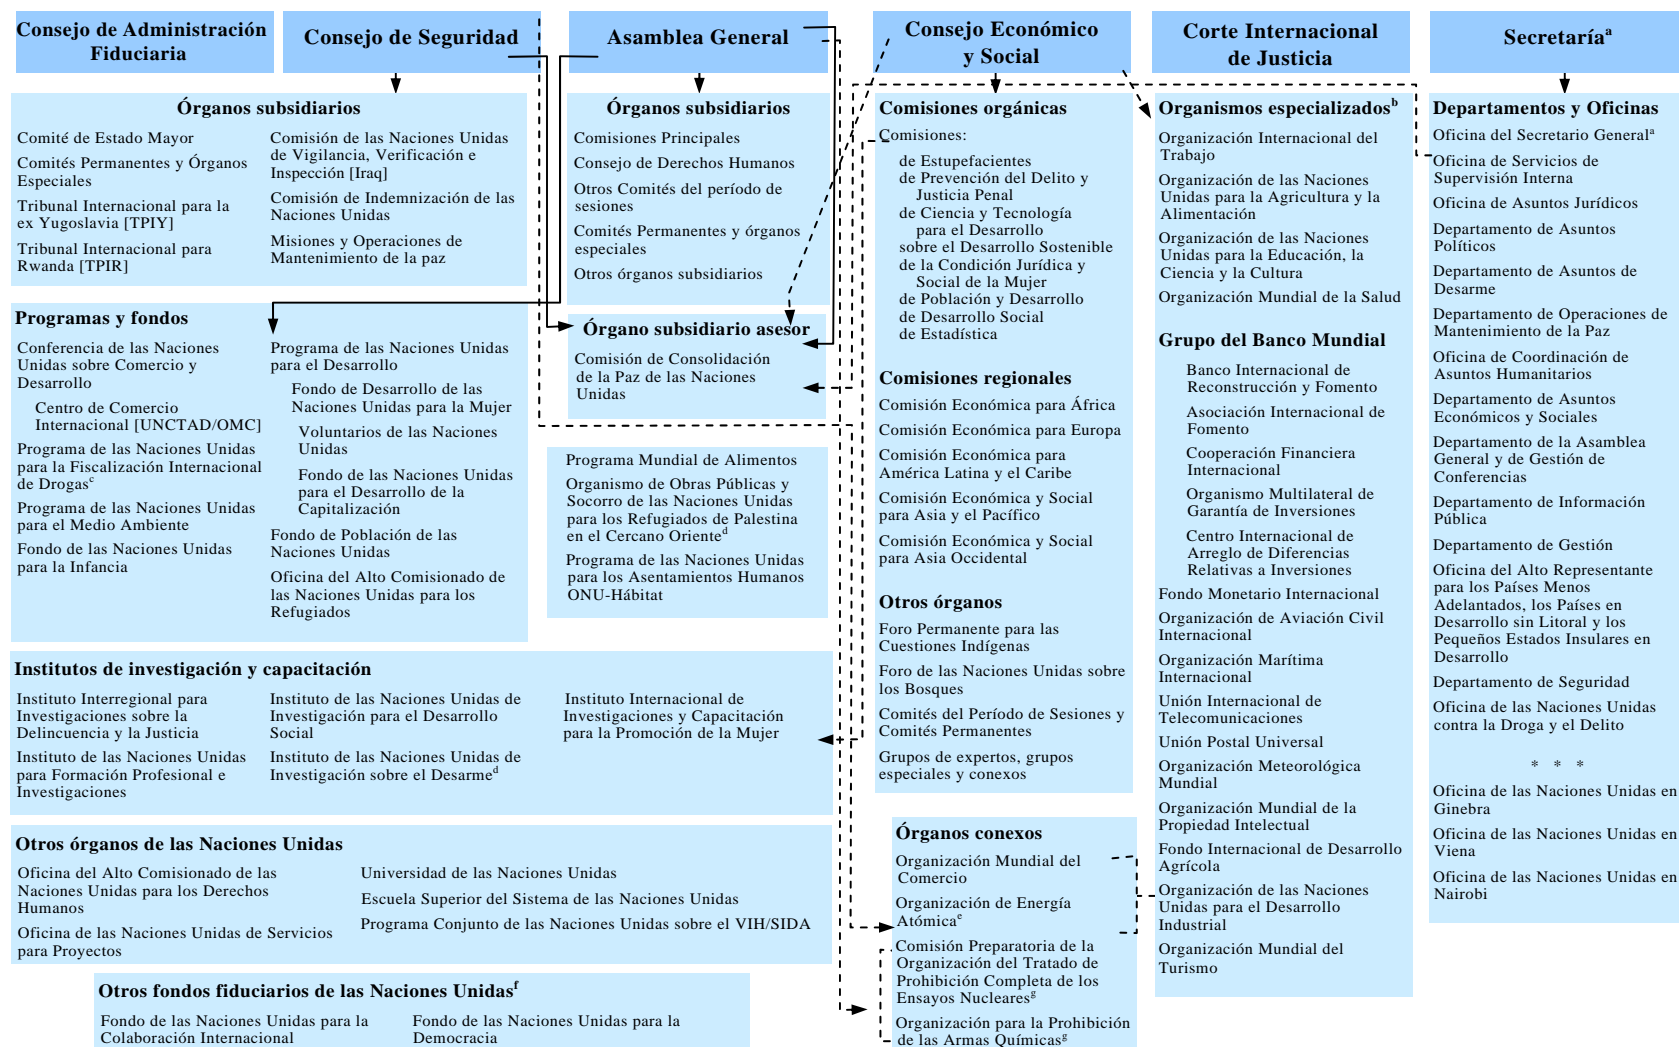 Consejo de Administración
Fiduciaria
Consejo de Seguridad
Asamblea General
Consejo Económico
y Social
Corte Internacional
de Justicia
Secretaríaª
Órganos subsidiarios
Comité de Estado Mayor
Comités Permanentes y Órganos
Especiales
Tribunal Internacional para la
ex Yugoslavia [TPIY]
Tribunal Internacional para
Rwanda [TPIR]
Comisión de las Naciones Unidas
de Vigilancia, Verificación e
Inspección [Iraq]
Comisión de Indemnización de las
Naciones Unidas
Misiones y Operaciones de
Mantenimiento de la paz
Programas y fondos
Conferencia de las Naciones
Unidas sobre Comercio y
Desarrollo
Centro de Comercio
Internacional [UNCTAD/OMC]
Programa de las Naciones Unidas
para la Fiscalización Internacional
de Drogasᶜ
Programa de las Naciones Unidas
para el Medio Ambiente
Fondo de las Naciones Unidas
para la Infancia
Programa de las Naciones Unidas
para el Desarrollo
Fondo de Desarrollo de las
Naciones Unidas para la Mujer
Voluntarios de las Naciones
Unidas
Fondo de las Naciones Unidas
para el Desarrollo de la
Capitalización
Fondo de Población de las
Naciones Unidas
Oficina del Alto Comisionado de
las Naciones Unidas para los
Refugiados
Órganos subsidiarios
Comisiones Principales
Consejo de Derechos Humanos
Otros Comités del período de
sesiones
Comités Permanentes y órganos
especiales
Otros órganos subsidiarios
Órgano subsidiario asesor
Comisión de Consolidación
de la Paz de las Naciones
Unidas
Programa Mundial de Alimentos
Organismo de Obras Públicas y
Socorro de las Naciones Unidas
para los Refugiados de Palestina
en el Cercano Orienteᵈ
Programa de las Naciones Unidas
para los Asentamientos Humanos
ONU-Hábitat
Institutos de investigación y capacitación
Instituto Interregional para
Investigaciones sobre la
Delincuencia y la Justicia
Instituto de las Naciones Unidas
para Formación Profesional e
Investigaciones
Instituto de las Naciones Unidas de
Investigación para el Desarrollo
Social
Instituto de las Naciones Unidas de
Investigación sobre el Desarmeᵈ
Instituto Internacional de
Investigaciones y Capacitación
para la Promoción de la Mujer
Otros órganos de las Naciones Unidas
Oficina del Alto Comisionado de las
Naciones Unidas para los Derechos
Humanos
Oficina de las Naciones Unidas de Servicios
para Proyectos
Universidad de las Naciones Unidas
Escuela Superior del Sistema de las Naciones Unidas
Programa Conjunto de las Naciones Unidas sobre el VIH/SIDA
Otros fondos fiduciarios de las Naciones Unidasᶠ
Fondo de las Naciones Unidas para la
Colaboración Internacional
Fondo de las Naciones Unidas para la
Democracia
Comisiones orgánicas
Comisiones:
de Estupefacientes
de Prevención del Delito y
Justicia Penal
de Ciencia y Tecnología
para el Desarrollo
sobre el Desarrollo Sostenible
de la Condición Jurídica y
Social de la Mujer
de Población y Desarrollo
de Desarrollo Social
de Estadística
Comisiones regionales
Comisión Económica para África
Comisión Económica para Europa
Comisión Económica para
América Latina y el Caribe
Comisión Económica y Social
para Asia y el Pacífico
Comisión Económica y Social
para Asia Occidental
Otros órganos
Foro Permanente para las
Cuestiones Indígenas
Foro de las Naciones Unidas sobre
los Bosques
Comités del Período de Sesiones y
Comités Permanentes
Grupos de expertos, grupos
especiales y conexos
Órganos conexos
Organización Mundial del
Comercio
Organización de Energía
Atómicaᵉ
Comisión Preparatoria de la
Organización del Tratado de
Prohibición Completa de los
Ensayos Nuclearesᵍ
Organización para la Prohibición
de las Armas Químicasᵍ
Organismos especializadosᵇ
Organización Internacional del
Trabajo
Organización de las Naciones
Unidas para la Agricultura y la
Alimentación
Organización de las Naciones
Unidas para la Educación, la
Ciencia y la Cultura
Organización Mundial de la Salud
Grupo del Banco Mundial
Banco Internacional de
Reconstrucción y Fomento
Asociación Internacional de
Fomento
Cooperación Financiera
Internacional
Organismo Multilateral de
Garantía de Inversiones
Centro Internacional de
Arreglo de Diferencias
Relativas a Inversiones
Fondo Monetario Internacional
Organización de Aviación Civil
Internacional
Organización Marítima
Internacional
Unión Internacional de
Telecomunicaciones
Unión Postal Universal
Organización Meteorológica
Mundial
Organización Mundial de la
Propiedad Intelectual
Fondo Internacional de Desarrollo
Agrícola
Organización de las Naciones
Unidas para el Desarrollo
Industrial
Organización Mundial del
Turismo
Departamentos y Oficinas
Oficina del Secretario Generalª
Oficina de Servicios de
Supervisión Interna
Oficina de Asuntos Jurídicos
Departamento de Asuntos
Políticos
Departamento de Asuntos de
Desarme
Departamento de Operaciones de
Mantenimiento de la Paz
Oficina de Coordinación de
Asuntos Humanitarios
Departamento de Asuntos
Económicos y Sociales
Departamento de la Asamblea
General y de Gestión de
Conferencias
Departamento de Información
Pública
Departamento de Gestión
Oficina del Alto Representante
para los Países Menos
Adelantados, los Países en
Desarrollo sin Litoral y los
Pequeños Estados Insulares en
Desarrollo
Departamento de Seguridad
Oficina de las Naciones Unidas
contra la Droga y el Delito
* * *
Oficina de las Naciones Unidas en
Ginebra
Oficina de las Naciones Unidas en
Viena
Oficina de las Naciones Unidas en
Nairobi